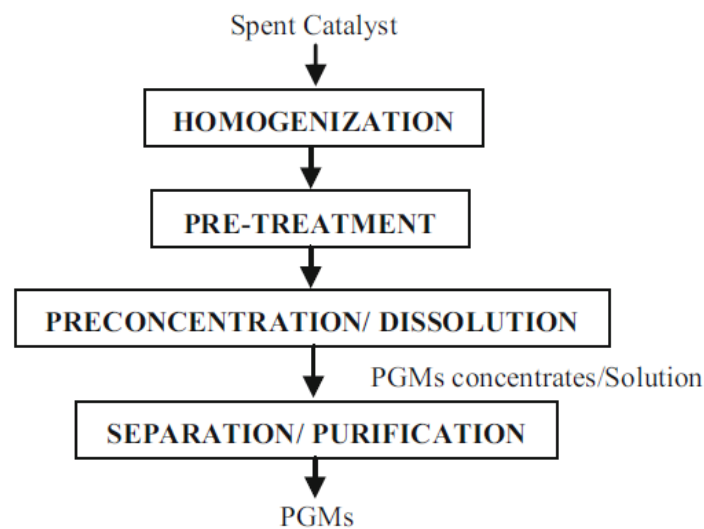 Spent Catalyst
HOMOGENIZATION
PRE-TREATMENT
PRECONCENTRATION/ DISSOLUTION
PGMs concentrates/Solution
SEPARATION/ PURIFICATION
PGMs